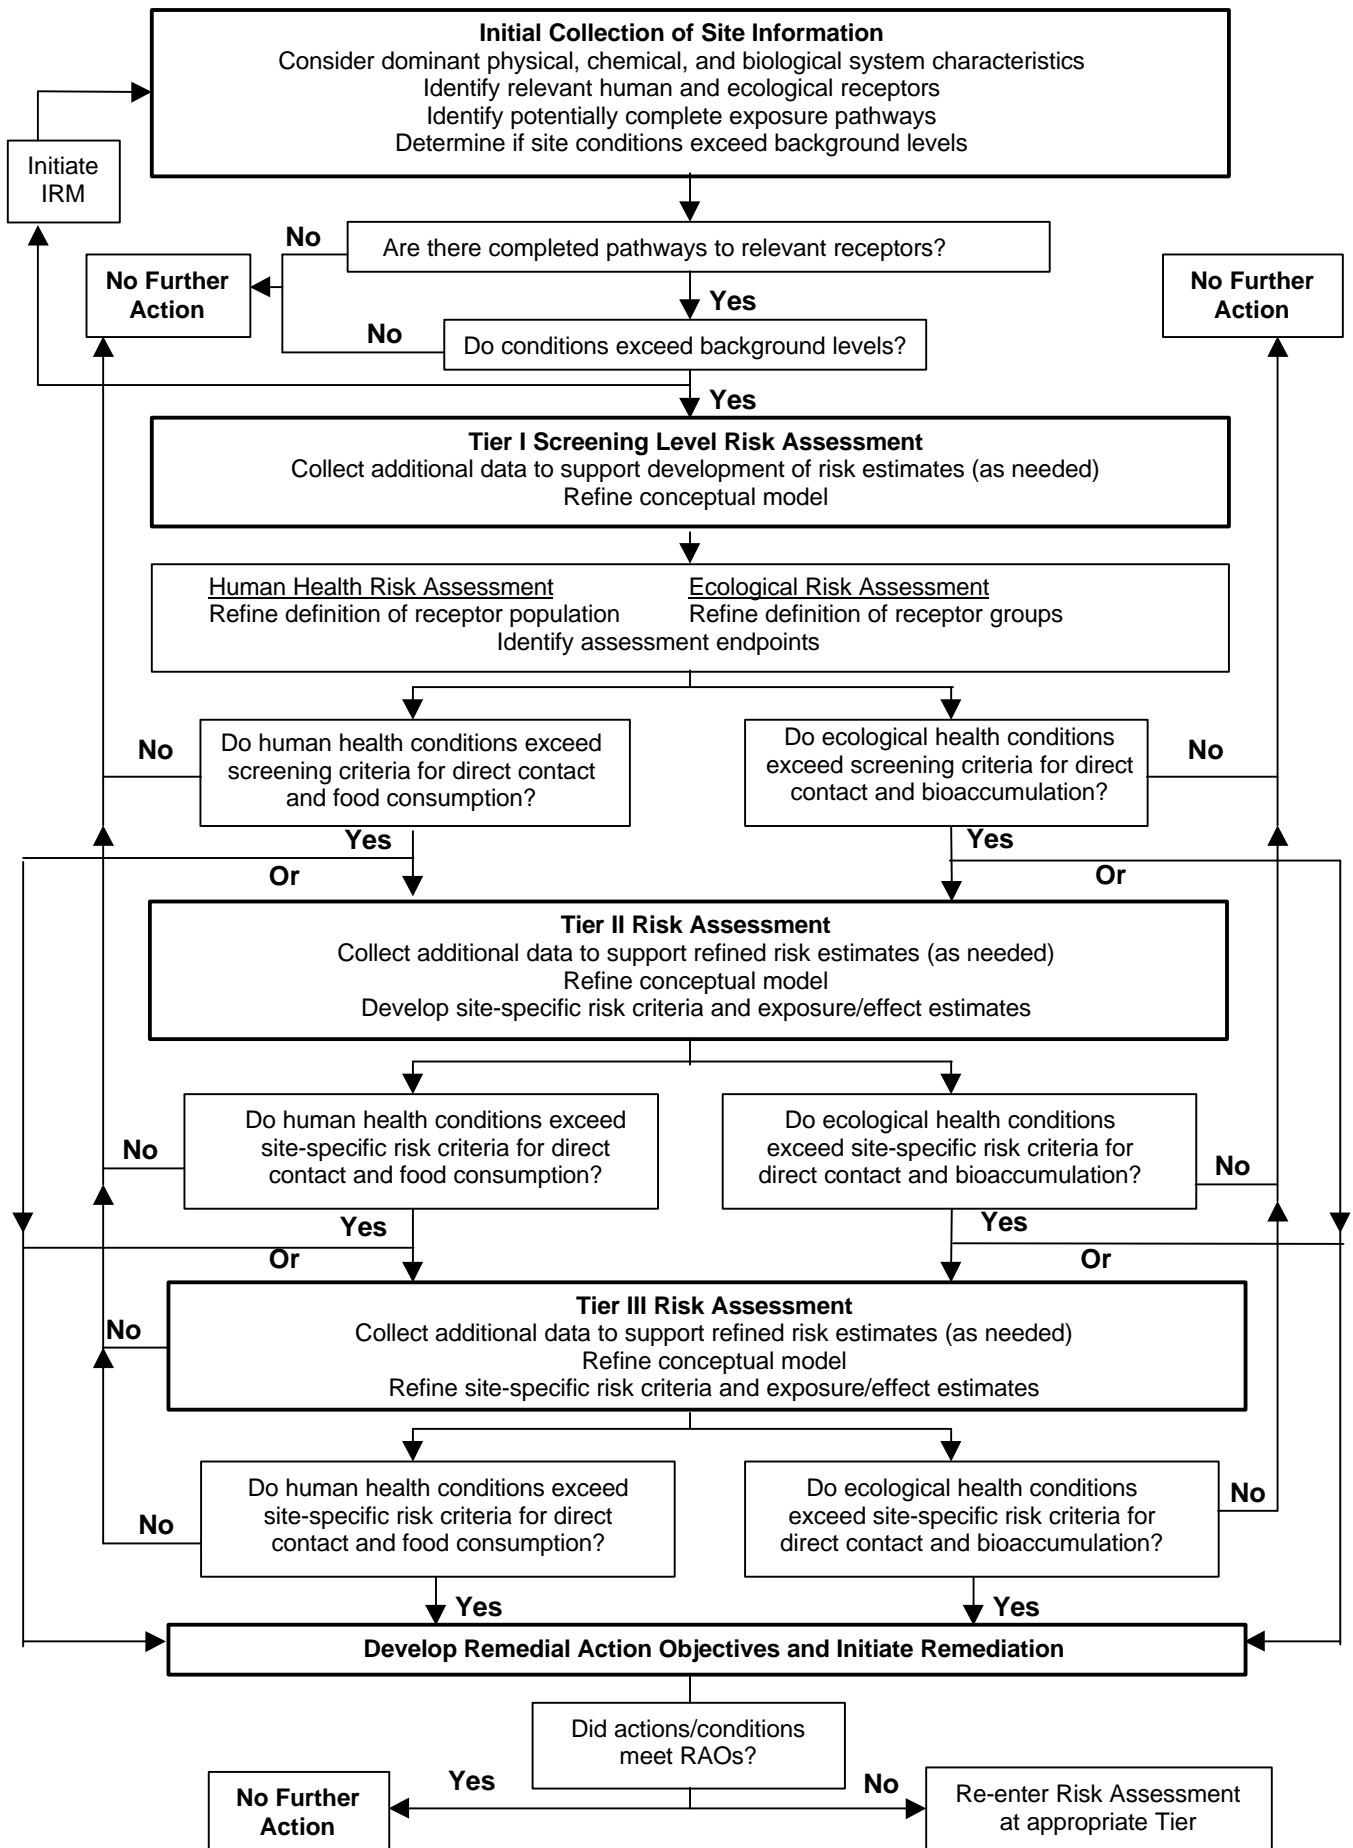 Initial Collection of Site Information
Consider dominant physical, chemical, and biological system characteristics
Identify relevant human and ecological receptors
Identify potentially complete exposure pathways
Determine if site conditions exceed background levels
Initiate
IRM
No
Are there completed pathways to relevant receptors?
No Further
Action
No Further
Action
Yes
No
Do conditions exceed background levels?
Yes
Tier I Screening Level Risk Assessment
Collect additional data to support development of risk estimates (as needed)
Refine conceptual model
Human Health Risk Assessment
Refine definition of receptor population
Ecological Risk Assessment
Refine definition of receptor groups
Identify assessment endpoints
No
Do human health conditions exceed
screening criteria for direct contact
and food consumption?
Do ecological health conditions
exceed screening criteria for direct
contact and bioaccumulation?
No
Yes
Or
Yes
Or
Tier II Risk Assessment
Collect additional data to support refined risk estimates (as needed)
Refine conceptual model
Develop site-specific risk criteria and exposure/effect estimates
No
Do human health conditions exceed
site-specific risk criteria for direct
contact and food consumption?
Do ecological health conditions
exceed site-specific risk criteria for
direct contact and bioaccumulation?
No
Yes
Or
Yes
Or
Tier III Risk Assessment
Collect additional data to support refined risk estimates (as needed)
Refine conceptual model
Refine site-specific risk criteria and exposure/effect estimates
No
No
Do human health conditions exceed
site-specific risk criteria for direct
contact and food consumption?
Do ecological health conditions
exceed site-specific risk criteria for
direct contact and bioaccumulation?
No
Yes
Yes
Develop Remedial Action Objectives and Initiate Remediation
Did actions/conditions
meet RAOs?
Yes
No
No Further
Action
Re-enter Risk Assessment
at appropriate Tier